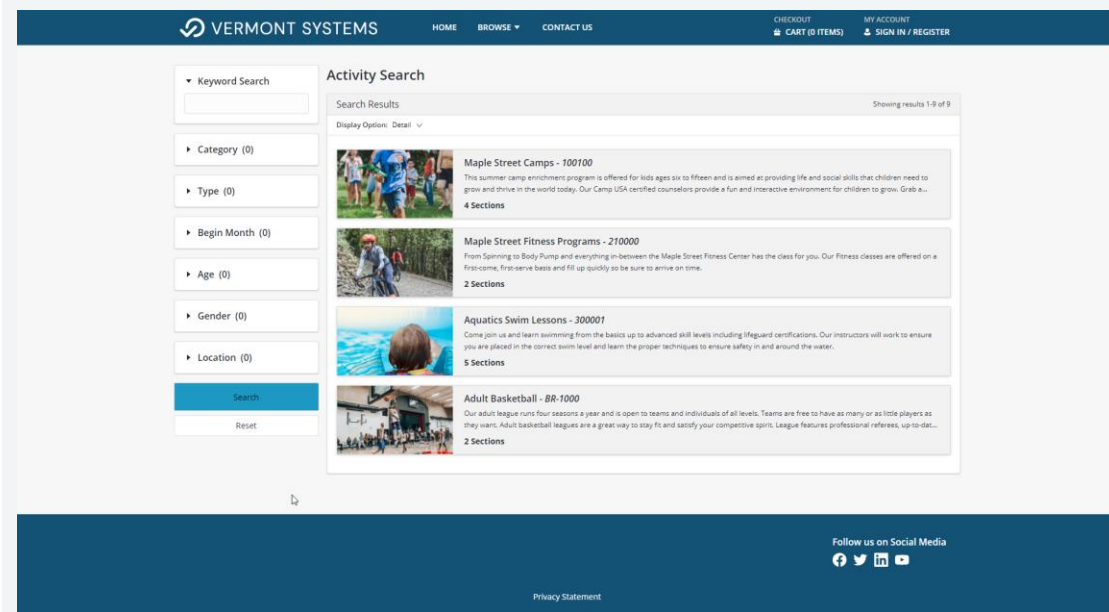 VERMONT SYSTEMS
HOME
BROWSE
CONTACT US
CHECKOUT
CART (0 ITEMS)
MY ACCOUNT
SIGN IN / REGISTER
Keyword Search
Category (0)
Type (0)
Begin Month (0)
Age (0)
Gender (0)
Location (0)
Search
Reset
Activity Search
Search Results
Showing results 1-9 of 9
Display Option: Detail
Maple Street Camps - 100100
This summer camp enrichment program is offered for kids ages six to fifteen and is aimed at providing life and social skills that children need to
grow and thrive in the world today. Our Camp USA certified counselors provide a fun and interactive environment for children to grow. Grab a...
4 Sections
Maple Street Fitness Programs - 210000
From Spinning to Body Pump and everything in-between the Maple Street Fitness Center has the class for you. Our Fitness classes are offered on a
first-come, first-serve basis and fill up quickly so be sure to arrive on time.
2 Sections
Aquatics Swim Lessons - 300001
Come join us and learn swimming from the basics up to advanced skill levels including lifeguard certifications. Our instructors will work to ensure
you are placed in the correct swim level and learn the proper techniques to ensure safety in and around the water.
5 Sections
Adult Basketball - BR-1000
Our adult league runs four seasons a year and is open to teams and individuals of all levels. Teams are free to have as many or as little players as
they want. Adult basketball leagues are a great way to stay fit and satisfy your competitive spirit. League features professional referees, up-to-dat...
2 Sections
Follow us on Social Media
Privacy Statement